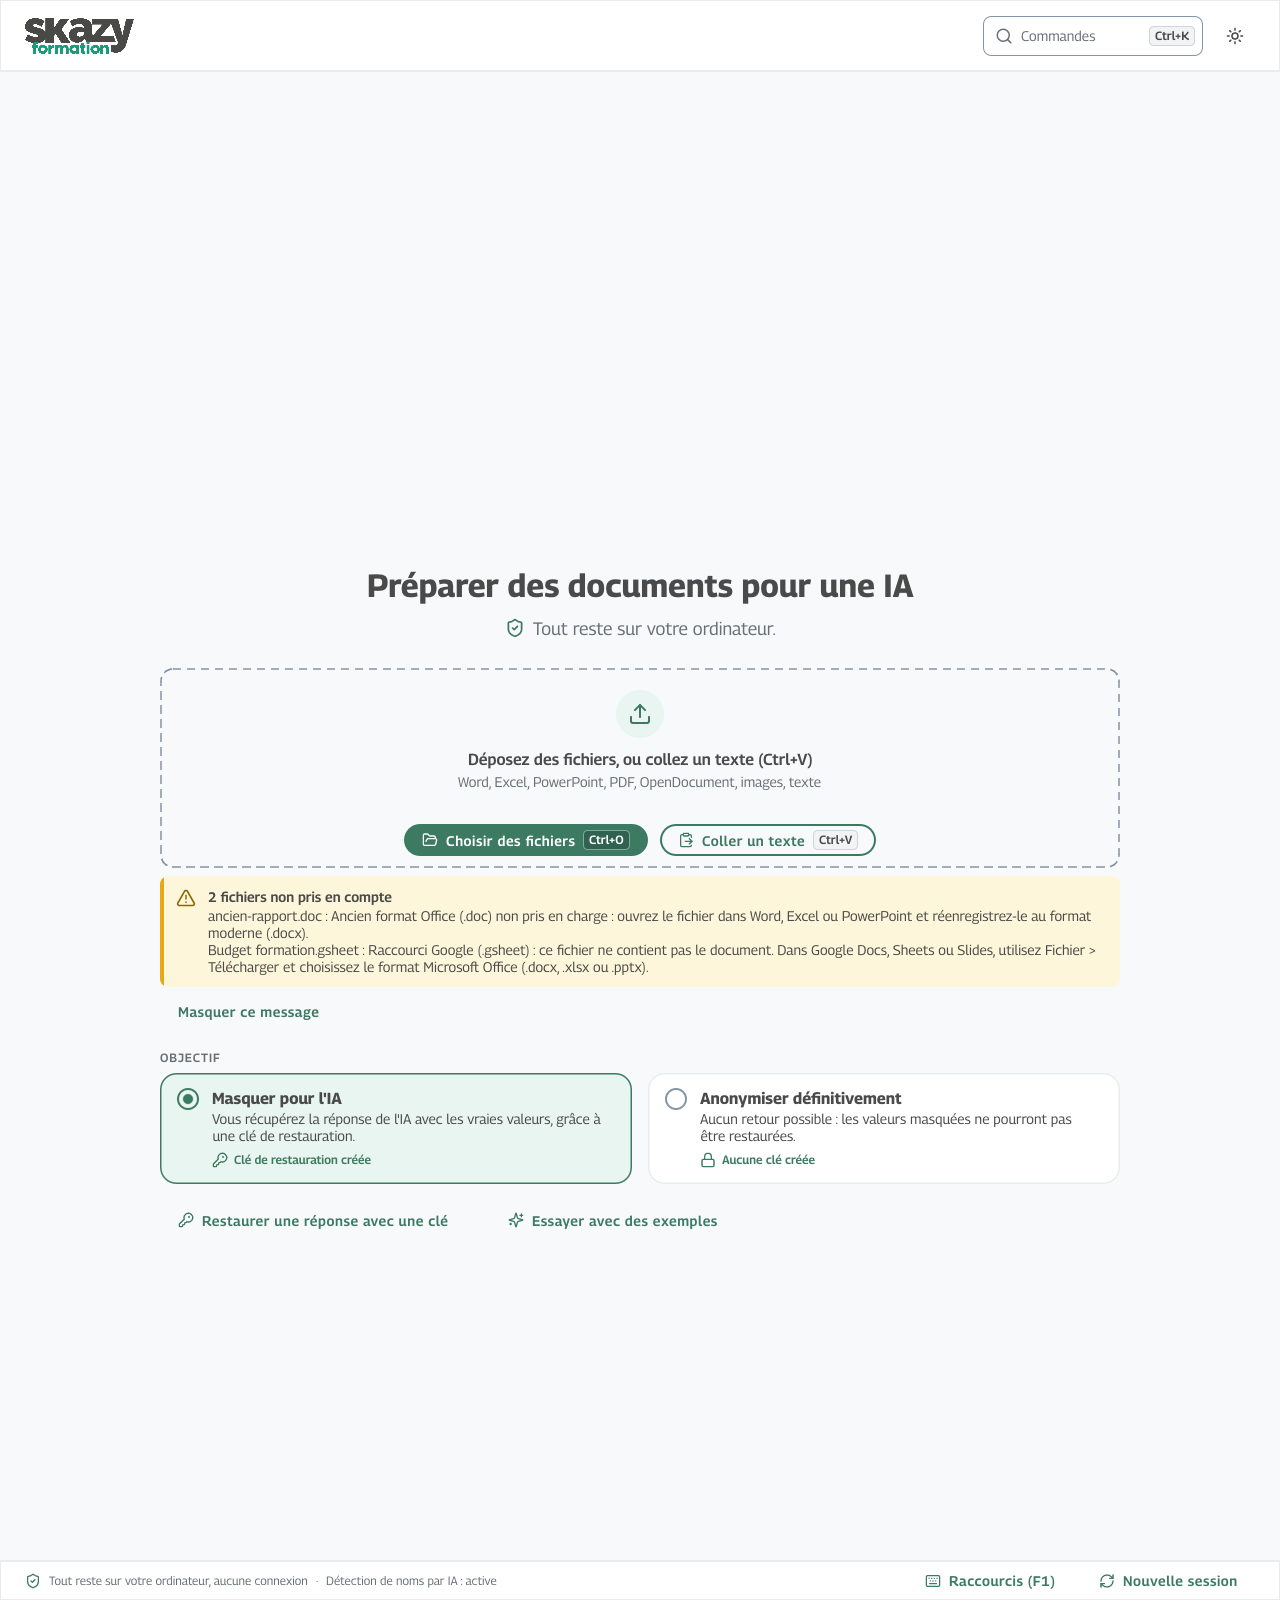 skazy
formation
Commandes Ctrl+K
Préparer des documents pour une IA
Tout reste sur votre ordinateur.
Déposez des fichiers, ou collez un texte (Ctrl+V)
Word, Excel, PowerPoint, PDF, OpenDocument, images, texte
Choisir des fichiers Ctrl+O Coller un texte Ctrl+V
2 fichiers non pris en compte
ancien-rapport.doc : Ancien format Office (.doc) non pris en charge : ouvrez le fichier dans Word, Excel ou PowerPoint et réenregistrez-le au format
moderne (.docx).
Budget formation.gsheet : Raccourci Google (.gsheet) : ce fichier ne contient pas le document. Dans Google Docs, Sheets ou Slides, utilisez Fichier >
Télécharger et choisissez le format Microsoft Office (.docx, .xlsx ou .pptx).
Masquer ce message
OBJECTIF
Masquer pour l'IA
Vous récupérez la réponse de l'IA avec les vraies valeurs, grâce à
une clé de restauration.
Clé de restauration créée
Anonymiser définitivement
Aucun retour possible : les valeurs masquées ne pourront pas
être restaurées.
Aucune clé créée
Restaurer une réponse avec une clé Essayer avec des exemples
Tout reste sur votre ordinateur, aucune connexion · Détection de noms par IA : active Raccourcis (F1) Nouvelle session